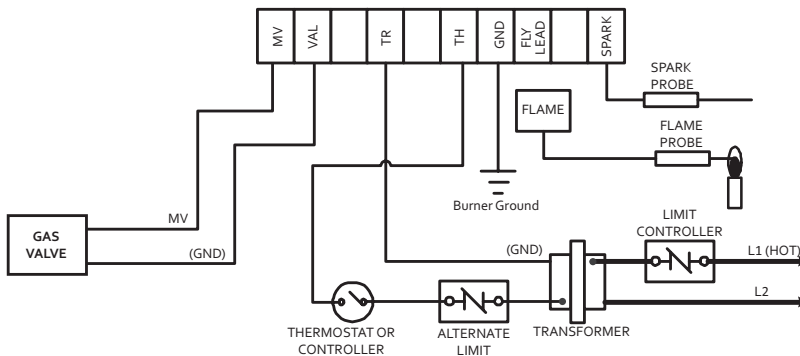 MV
VAL
TR
TH
GND
FLY
LEAD
SPARK
SPARK
PROBE
FLAME
FLAME
PROBE
Burner Ground
MV
GAS
VALVE
(GND)
(GND)
LIMIT
CONTROLLER
L1 (HOT)
L2
THERMOSTAT OR
CONTROLLER
ALTERNATE
LIMIT
TRANSFORMER